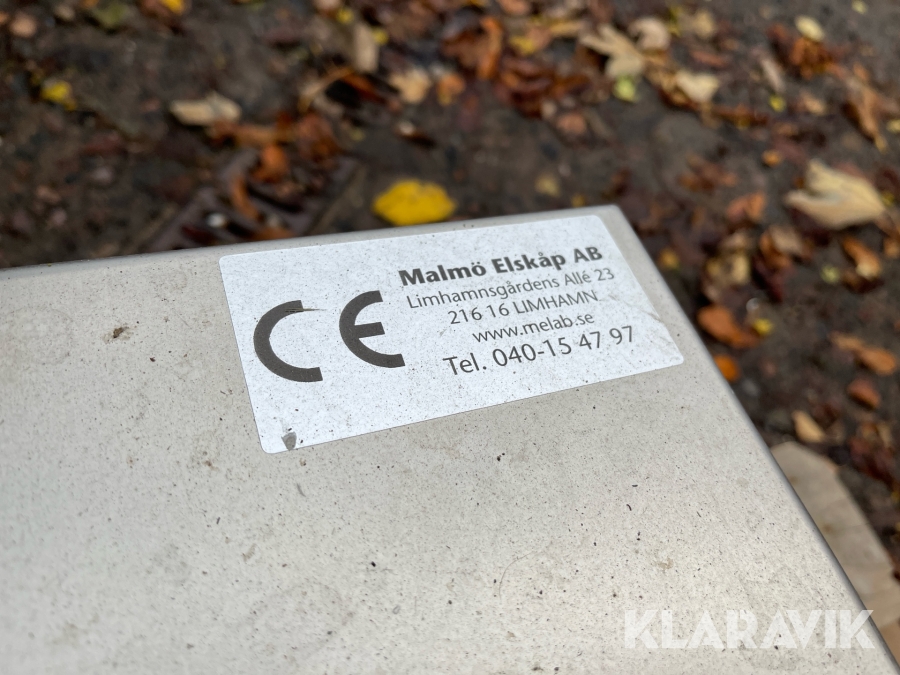 CE
Malmö Elskåp AB
Limhamnsgårdens Allé 23
216 16 LIMHAMN
www.melab.se
Tel. 040-15 47 97
KLARAVIK